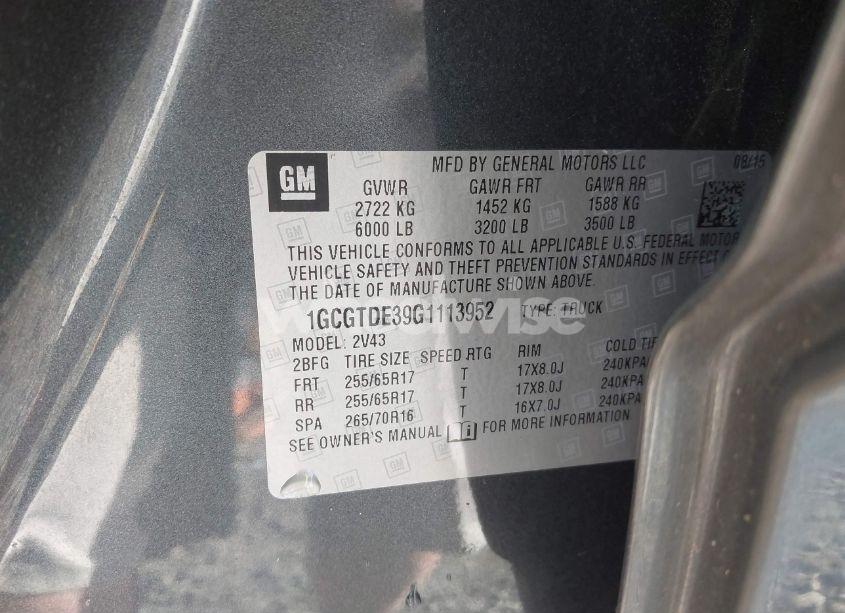 GM
MFD BY GENERAL MOTORS LLC 08/15
GVWR GAWR FRT GAWR RR
2722 KG 1452 KG 1588 KG
6000 LB 3200 LB 3500 LB
THIS VEHICLE CONFORMS TO ALL APPLICABLE U.S. FEDERAL MOTOR
VEHICLE SAFETY AND THEFT PREVENTION STANDARDS IN EFFECT
THE DATE OF MANUFACTURE SHOWN ABOVE.
1GCGTDE39G1113952 TYPE: TRUCK
MODEL: 2V43
2BFG TIRE SIZE SPEED RTG RIM COLD
FRT 255/65R17 T 17X8.0J 240KPA
RR 255/65R17 T 17X8.0J 240KPA
SPA 265/70R16 T 16X7.0J 240KPA
SEE OWNER'S MANUAL FOR MORE INFORMATION